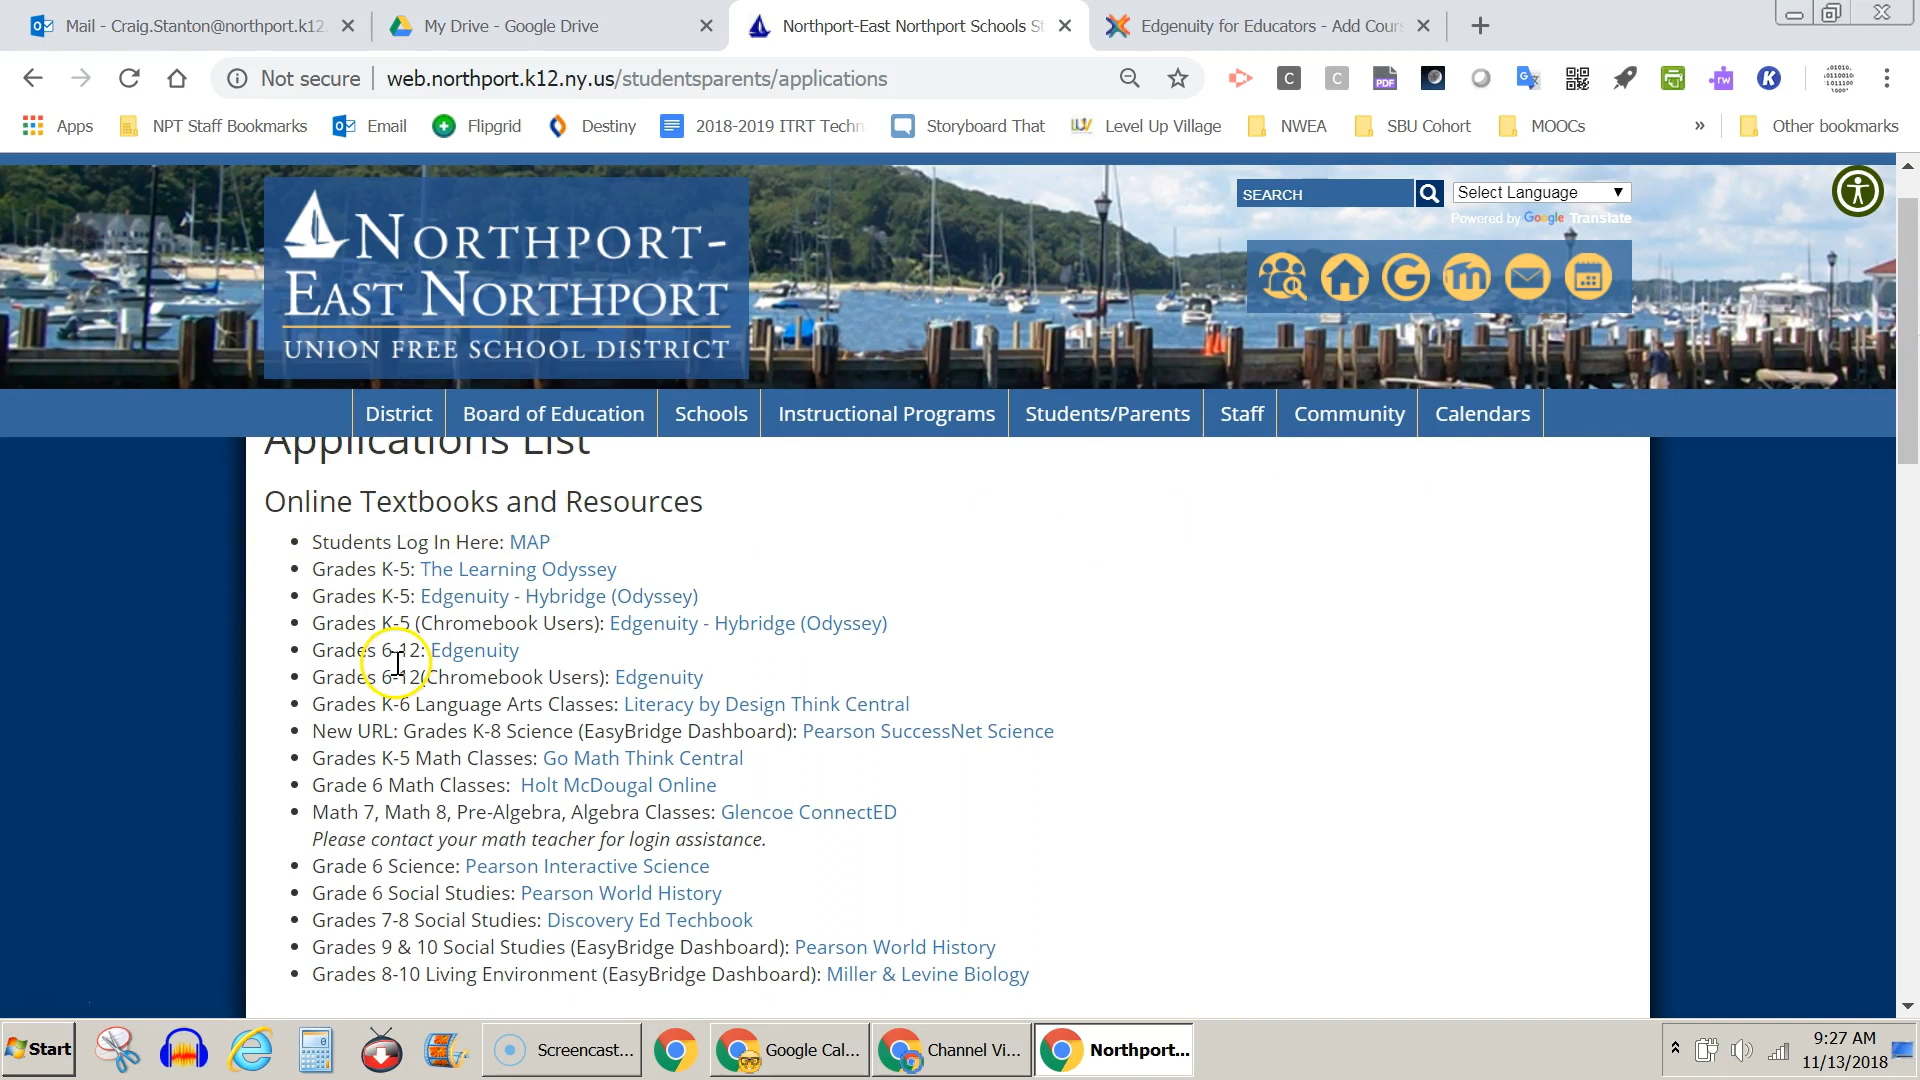 Mail - Craig.Stanton@northport.k12.
My Drive - Google Drive
Northport-East Northport Schools St
Edgenuity for Educators - Add Cours
Not secure | web.northport.k12.ny.us/studentsparents/applications
Apps NPT Staff Bookmarks Email Flipgrid Destiny 2018-2019 ITRT Techn Storyboard That Level Up Village NWEA SBU Cohort MOOCs » Other bookmarks
SEARCH
Select Language ▼
Powered by Google Translate
NORTHPORT-
EAST NORTHPORT
UNION FREE SCHOOL DISTRICT
District Board of Education Schools Instructional Programs Students/Parents Staff Community Calendars
Applications List
Online Textbooks and Resources
• Students Log In Here: MAP
• Grades K-5: The Learning Odyssey
• Grades K-5: Edgenuity - Hybridge (Odyssey)
• Grades K-5 (Chromebook Users): Edgenuity - Hybridge (Odyssey)
• Grades 6-12: Edgenuity
• Grades 6-12(Chromebook Users): Edgenuity
• Grades K-6 Language Arts Classes: Literacy by Design Think Central
• New URL: Grades K-8 Science (EasyBridge Dashboard): Pearson SuccessNet Science
• Grades K-5 Math Classes: Go Math Think Central
• Grade 6 Math Classes: Holt McDougal Online
• Math 7, Math 8, Pre-Algebra, Algebra Classes: Glencoe ConnectED
Please contact your math teacher for login assistance.
• Grade 6 Science: Pearson Interactive Science
• Grade 6 Social Studies: Pearson World History
• Grades 7-8 Social Studies: Discovery Ed Techbook
• Grades 9 & 10 Social Studies (EasyBridge Dashboard): Pearson World History
• Grades 8-10 Living Environment (EasyBridge Dashboard): Miller & Levine Biology
Start Screencast... Google Cal... Channel Vi... Northport...
9:27 AM
11/13/2018